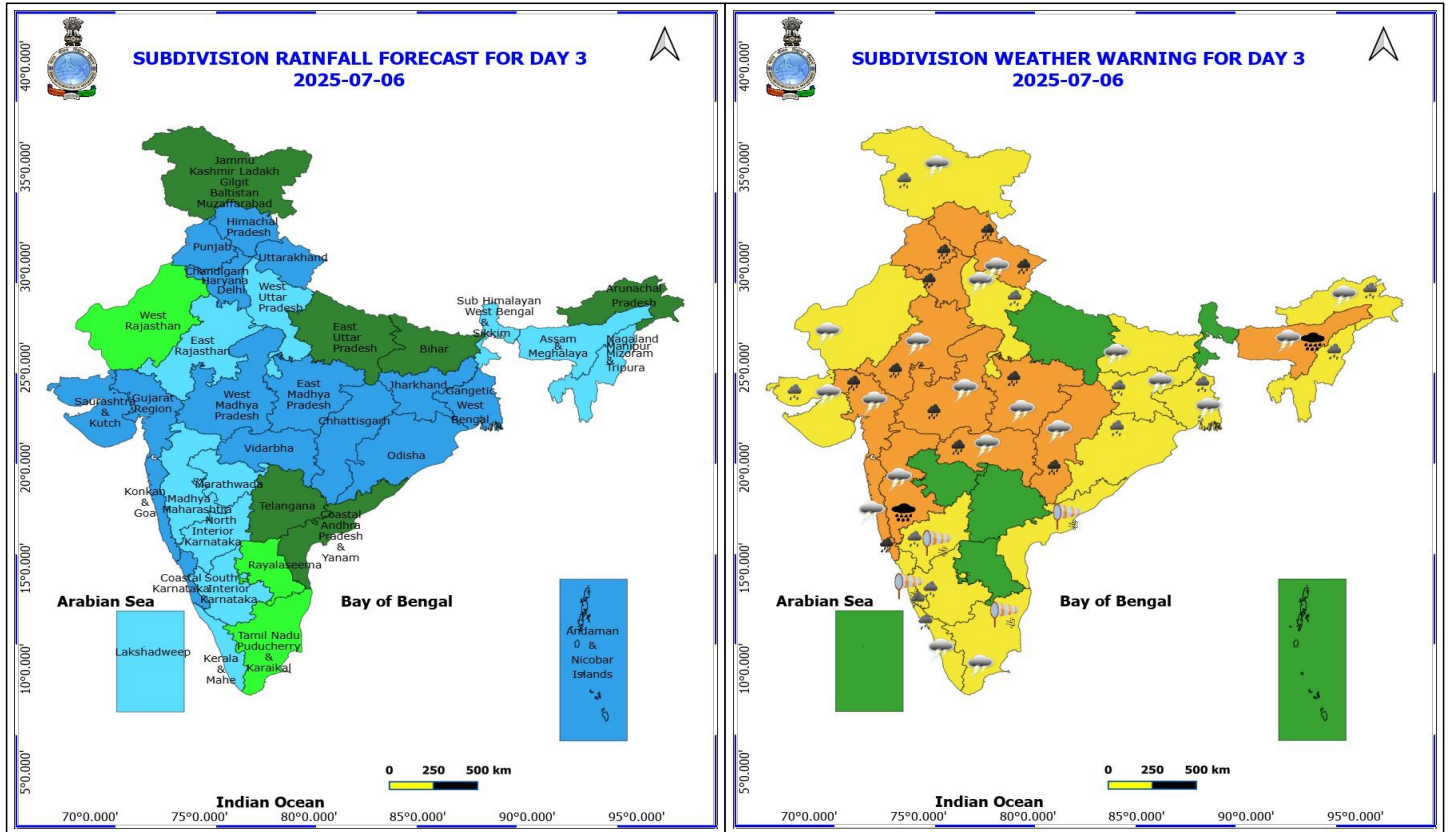 SUBDIVISION RAINFALL FORECAST FOR DAY 3
2025-07-06
40°0.000'
35°0.000'
30°0.000'
25°0.000'
20°0.000'
15°0.000'
10°0.000'
5°0.000'
Jammu
Kashmir Ladakh
Gilgit
Baltistan
Muzaffarabad
Himachal
Pradesh
Punjab
Uttarakhand
Chandigarh
Haryana
Delhi
West
Uttar
Pradesh
West
Rajasthan
East
Rajasthan
East
Uttar
Pradesh
Bihar
Sub Himalayan
West Bengal
&
Sikkim
Arunachal
Pradesh
Assam
&
Meghalaya
Nagaland
Manipur
Mizoram
&
Tripura
Saurashtra
&
Kutch
Gujarat
Region
West
Madhya
Pradesh
East
Madhya
Pradesh
Jharkhand
Gangetic
West
Bengal
Chhattisgarh
Odisha
Vidarbha
Konkan
&
Goa
Madhya
Maharashtra
Marathwada
North
Interior
Karnataka
Telangana
Coastal
Andhra
Pradesh
&
Yanam
Rayalaseema
Coastal
Karnataka
South
Interior
Karnataka
Tamil Nadu
Puducherry
&
Karaikal
Kerala
&
Mahe
Arabian Sea
Lakshadweep
Bay of Bengal
Andaman
&
Nicobar
Islands
0 250 500 km
Indian Ocean
70°0.000' 75°0.000' 80°0.000' 85°0.000' 90°0.000' 95°0.000'
SUBDIVISION WEATHER WARNING FOR DAY 3
2025-07-06
40°0.000'
35°0.000'
30°0.000'
25°0.000'
20°0.000'
15°0.000'
10°0.000'
5°0.000'
Arabian Sea
Bay of Bengal
0 250 500 km
Indian Ocean
70°0.000' 75°0.000' 80°0.000' 85°0.000' 90°0.000' 95°0.000'